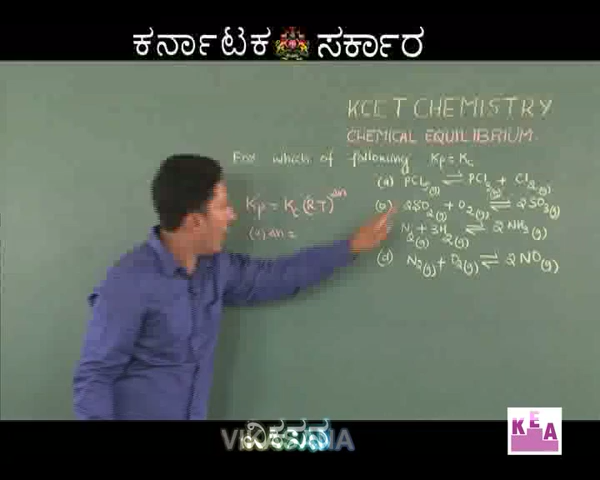 ಕರ್ನಾಟಕ ಸರ್ಕಾರ
KCET CHEMISTRY
CHEMICAL EQUILIBRIUM
For which of following Kp = Kc
(a) PCl5(g) ⇌ PCl3(g) + Cl2(g)
(b) 2SO2(g) + O2(g) ⇌ 2SO3(g)
N2(g) + 3H2(g) ⇌ 2NH3(g)
(d) N2(g) + O2(g) ⇌ 2NO(g)
Kp = Kc (RT)^Δn
(a) Δn =
KEA